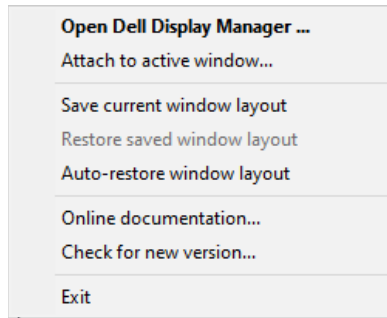 Open Dell Display Manager ...
Attach to active window...
Save current window layout
Restore saved window layout
Auto-restore window layout
Online documentation...
Check for new version...
Exit